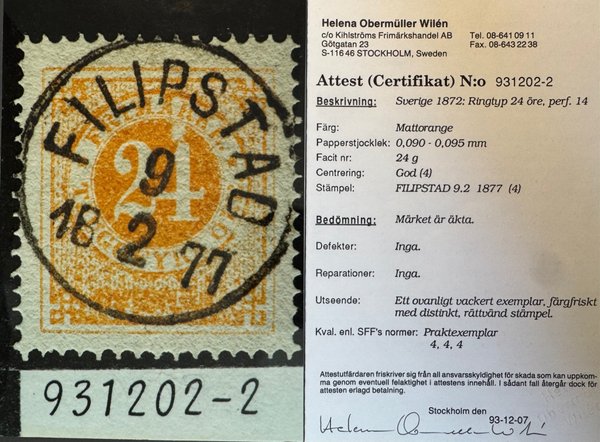 FILIPSTAD
24
9
18 2 77
931202-2
Helena Obermüller Wilén
c/o Kihlströms Frimärkshandel AB Tel. 08-641 09 11
Götgatan 23 Fax. 08-643 22 38
S-116 46 STOCKHOLM, Sweden
Attest (Certifikat) N:o 931202-2
Beskrivning: Sverige 1872: Ringtyp 24 öre, perf. 14
Färg: Mattorange
Papperstjocklek: 0,090 - 0,095 mm
Facit nr: 24 g
Centrering: God (4)
Stämpel: FILIPSTAD 9.2 1877 (4)
Bedömning: Märket är äkta.
Defekter: Inga.
Reparationer: Inga.
Utseende: Ett ovanligt vackert exemplar, färgfriskt
med distinkt, rättvänd stämpel.
Kval. enl. SFF's normer: Praktexemplar
4, 4, 4
Attestutfärdaren friskriver sig från all ansvarsskyldighet för skada som kan uppkom-
ma genom eventuell felaktighet i attestens innehåll. I sådant fall återgår dock för
attesten erlagd betalning.
Stockholm den
93-12-07
Helena Obermüller Wilén